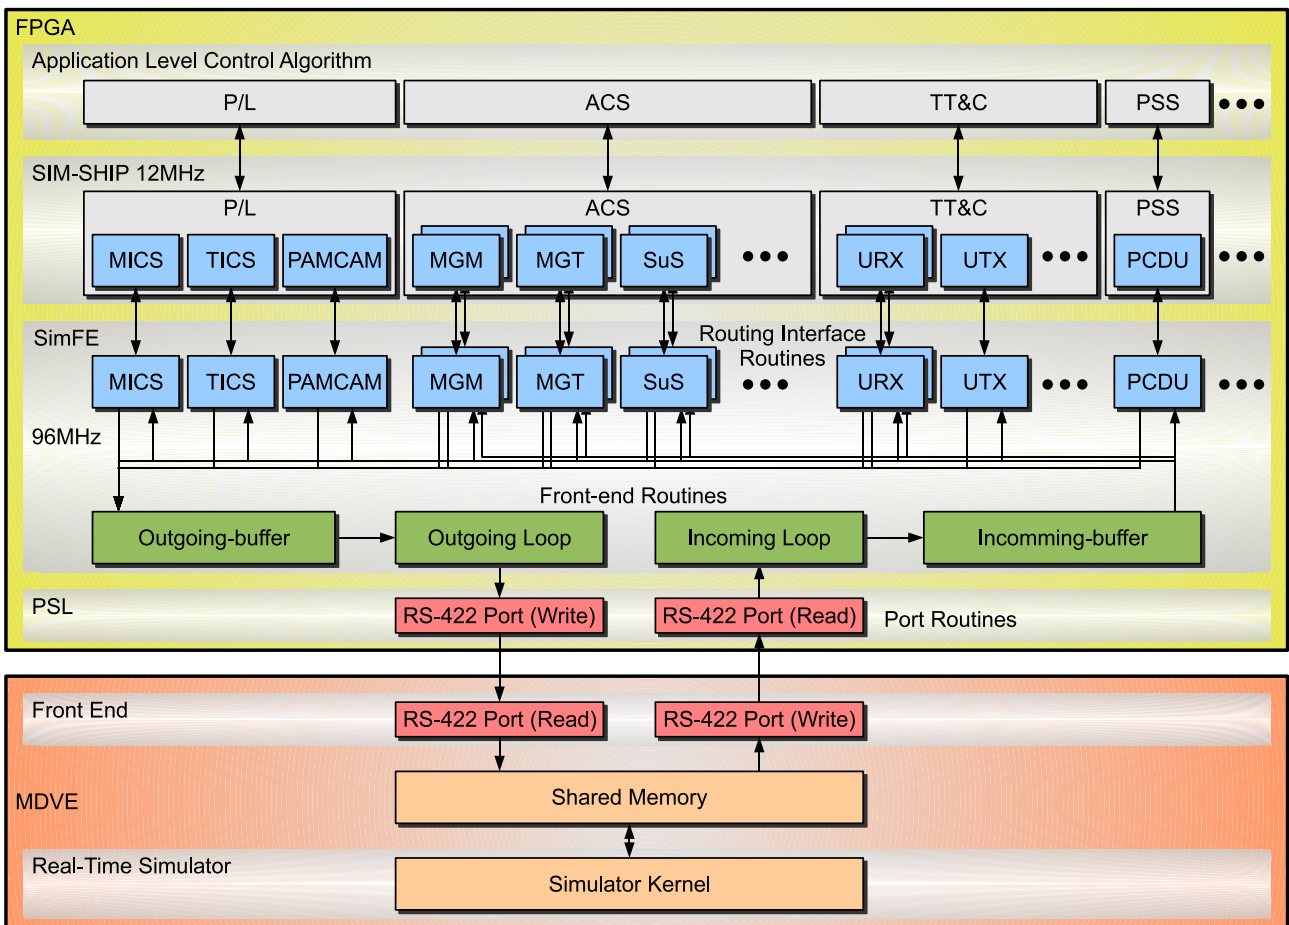 FPGA
Application Level Control Algorithm
P/L
ACS
TT&C
PSS
SIM-SHIP 12MHz
P/L
ACS
TT&C
PSS
MICS
TICS
PAMCAM
MGM
MGT
SuS
URX
UTX
PCDU
SimFE
Routing Interface
Routines
MICS
TICS
PAMCAM
MGM
MGT
SuS
URX
UTX
PCDU
96MHz
Front-end Routines
Outgoing-buffer
Outgoing Loop
Incoming Loop
Incomming-buffer
PSL
RS-422 Port (Write)
RS-422 Port (Read)
Port Routines
Front End
RS-422 Port (Read)
RS-422 Port (Write)
MDVE
Shared Memory
Real-Time Simulator
Simulator Kernel